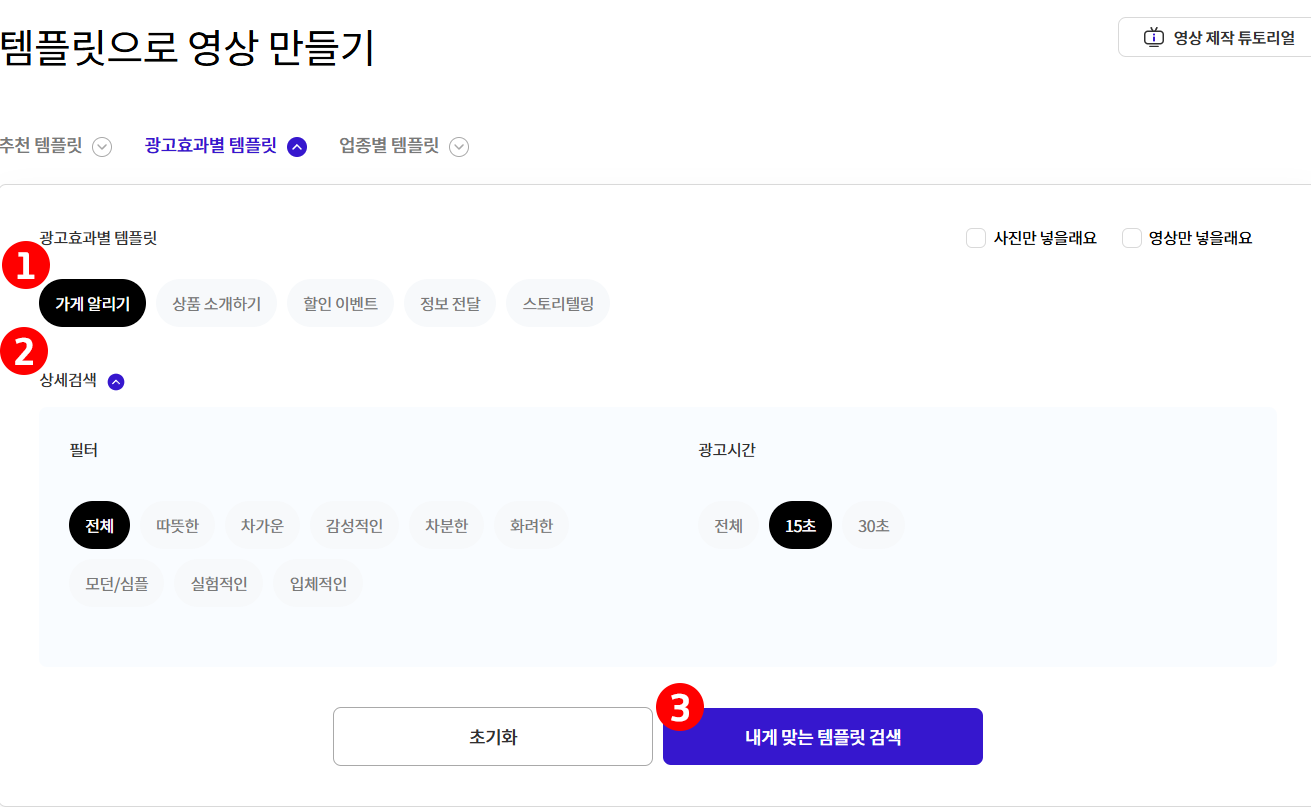 템플릿으로 영상 만들기
영상 제작 튜토리얼
추천 템플릿 광고효과별 템플릿 업종별 템플릿
광고효과별 템플릿
사진만 넣을래요 영상만 넣을래요
1
가게 알리기 상품 소개하기 할인 이벤트 정보 전달 스토리텔링
2
상세검색
필터
전체 따뜻한 차가운 감성적인 차분한 화려한
모던/심플 실험적인 입체적인
광고시간
전체 15초 30초
초기화
3
내게 맞는 템플릿 검색